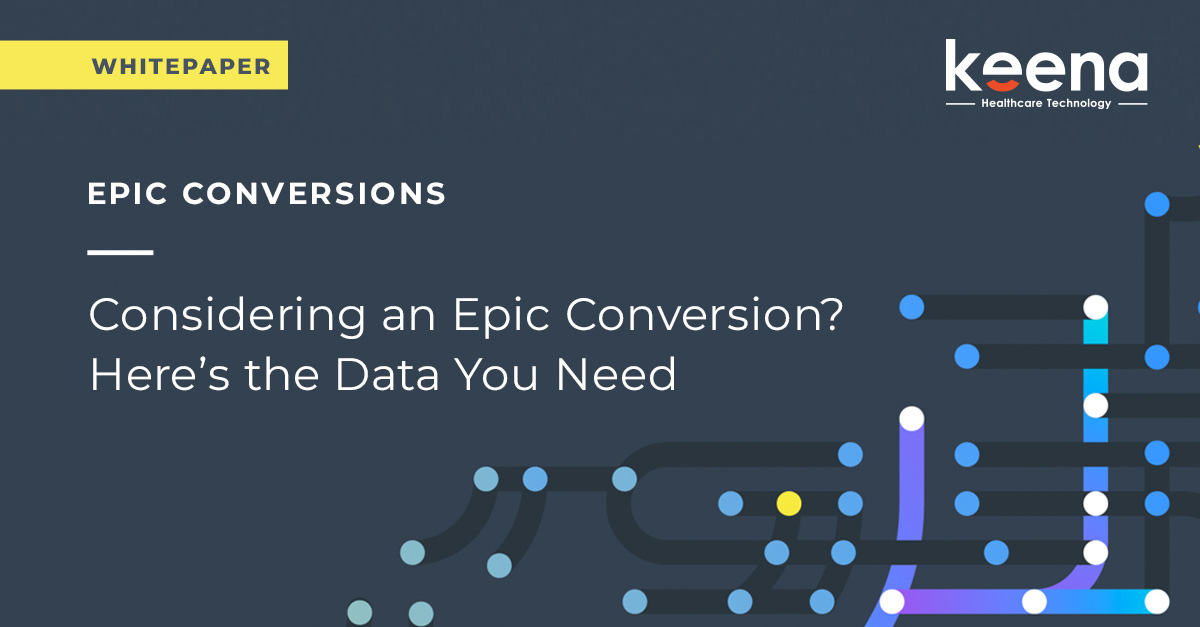 WHITEPAPER
keena
Healthcare Technology
EPIC CONVERSIONS
Considering an Epic Conversion?
Here’s the Data You Need